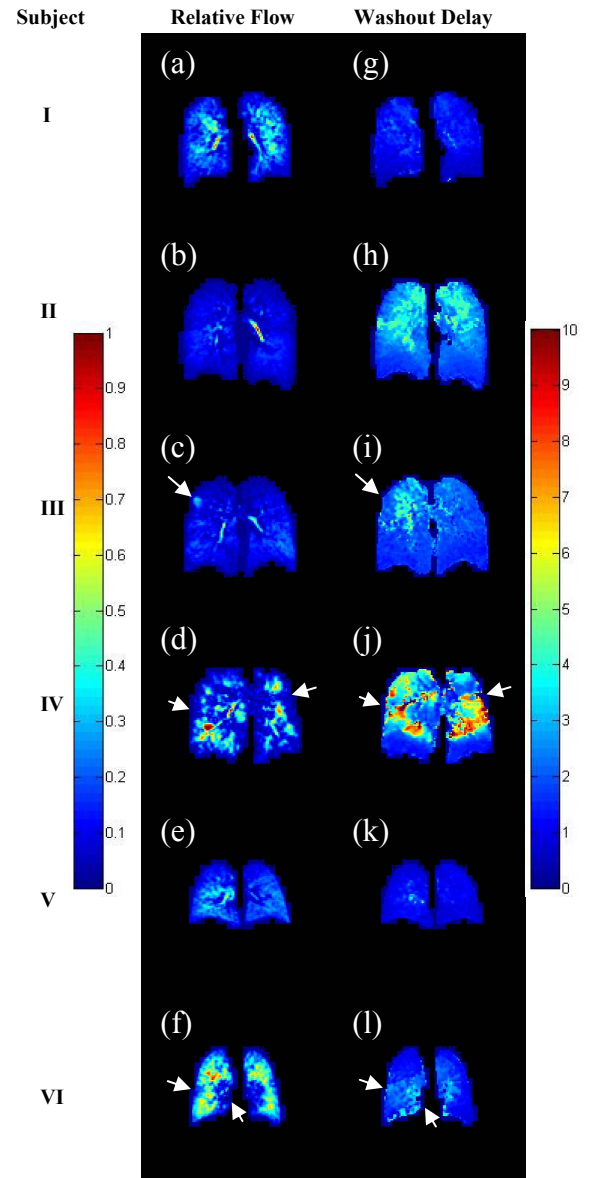 Subject Relative Flow Washout Delay
(a) (g)
I
(b) (h)
II
1 10
0.9 9
0.8 8
(c) (i)
0.7 7
III
0.6 6
0.5 5
0.4 4
(d) (j)
IV
0.3 3
0.2 2
0.1 1
(e) (k)
0 0
V
(f) (l)
VI